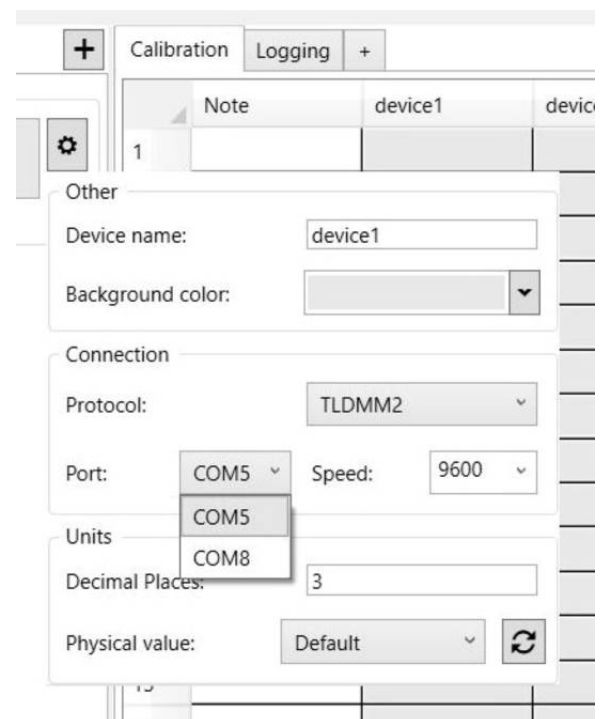 + Calibration Logging +
Note device1 devic
1
Other
Device name: device1
Background color:
Connection
Protocol: TLDMM2
Port: COM5 Speed: 9600
COM5
COM8
Units
Decimal Places: 3
Physical value: Default